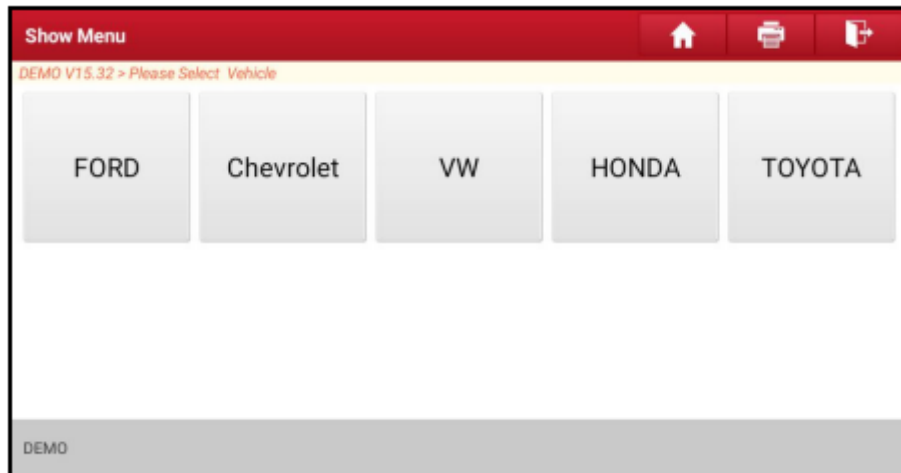 Show Menu
DEMO V15.32 > Please Select Vehicle
FORD Chevrolet VW HONDA TOYOTA
DEMO